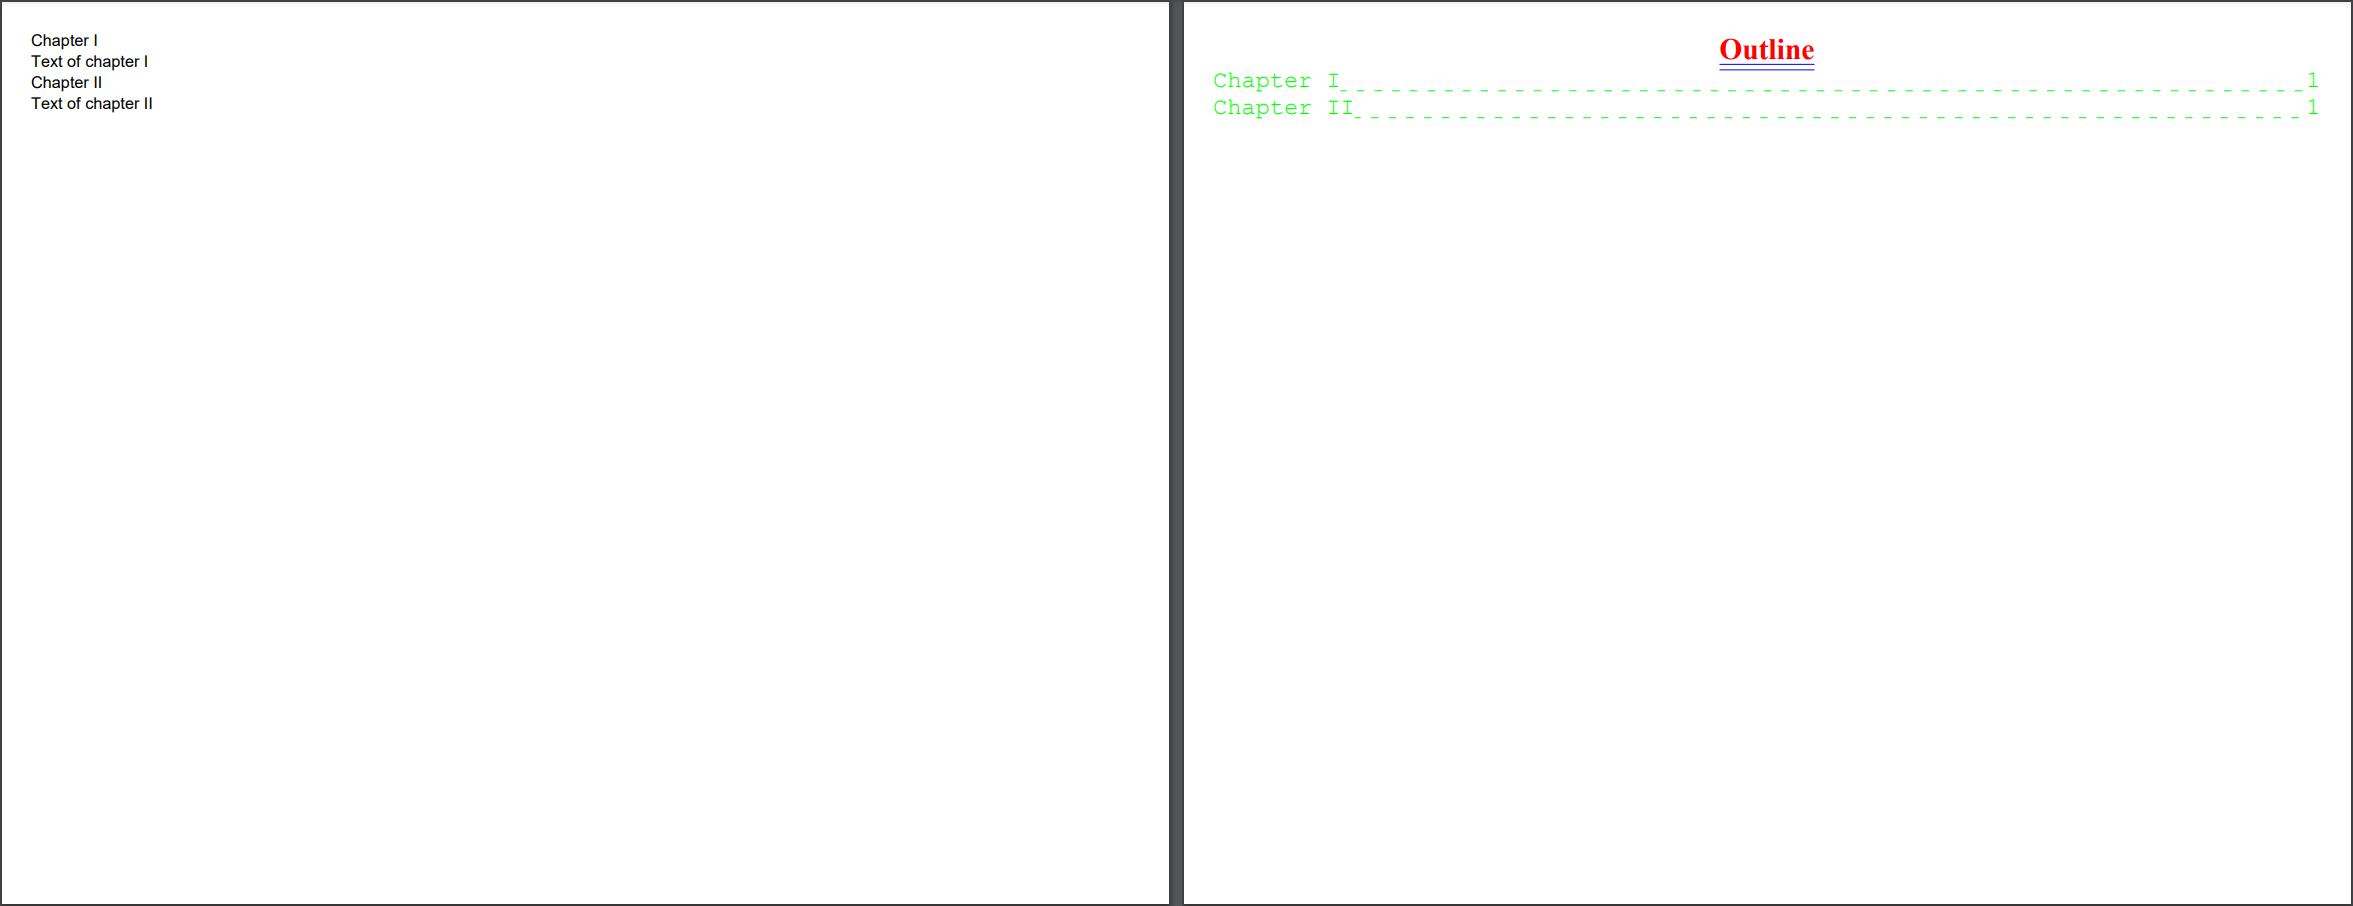 Chapter I
Text of chapter I
Chapter II
Text of chapter II
Outline
Chapter I 1
Chapter II 1